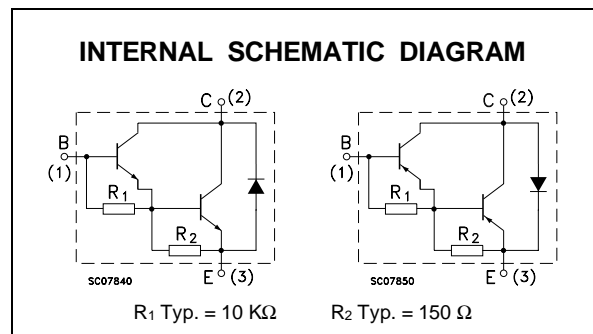 INTERNAL SCHEMATIC DIAGRAM
C (2)
B
(1)
R1
R2
E (3)
SC07840
C (2)
B
(1)
R1
R2
E (3)
SC07850
R1 Typ. = 10 KΩ R2 Typ. = 150 Ω